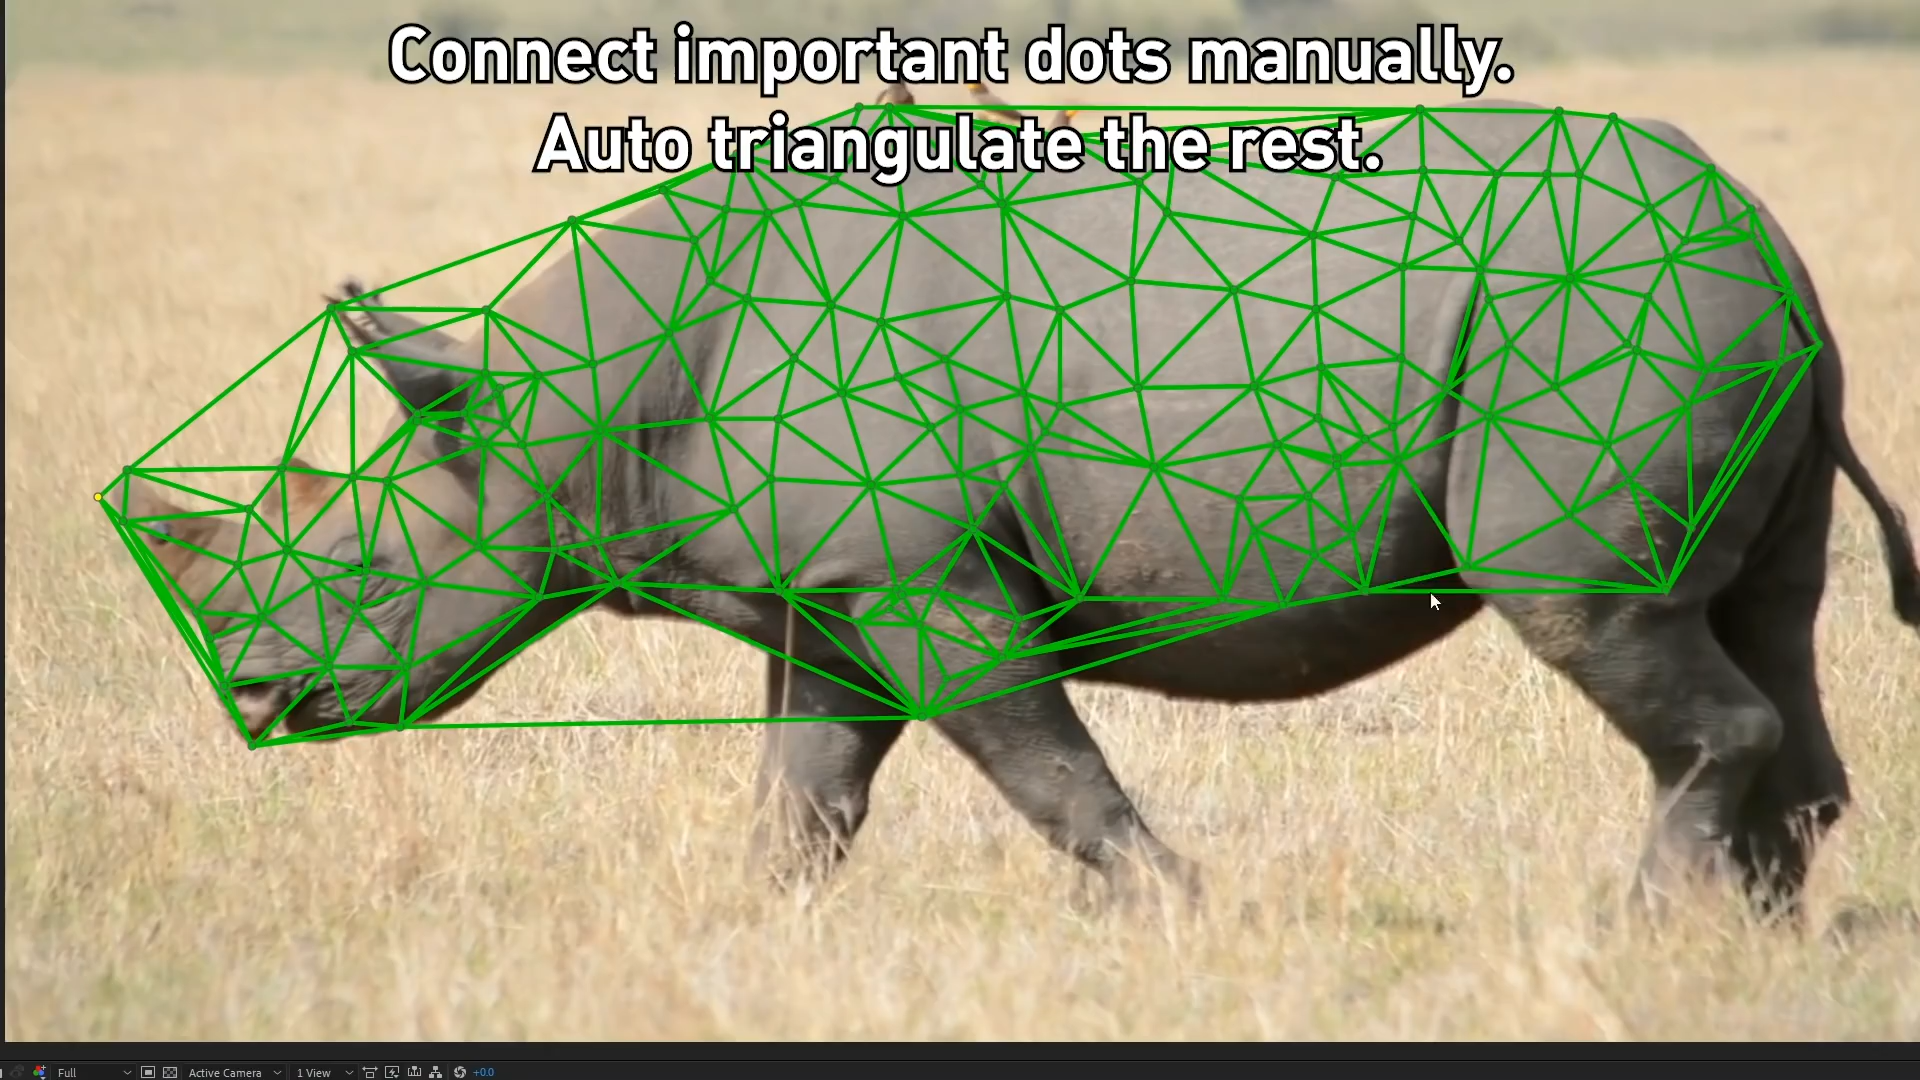 Connect important dots manually.
Auto triangulate the rest.
Full
Active Camera
1 View
+0.0